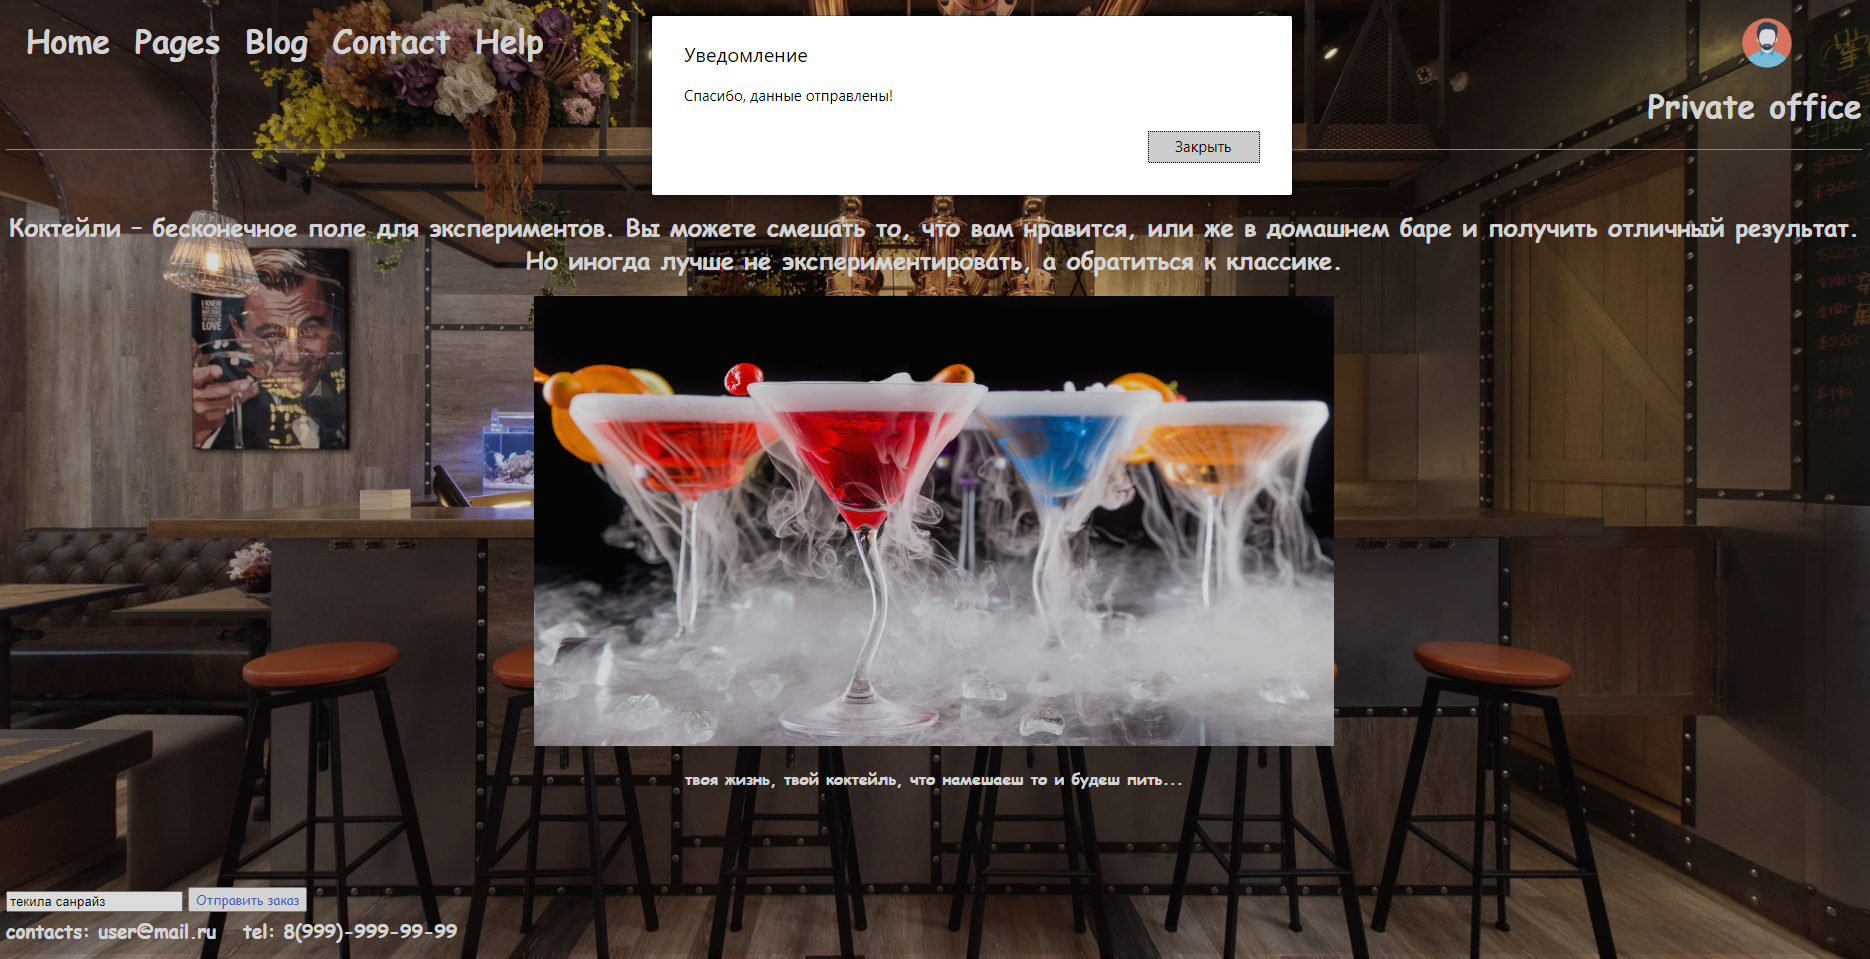 Home Pages Blog Contact Help
Уведомление
Спасибо, данные отправлены!
Закрыть
Private office
Коктейли - бесконечное поле для экспериментов. Вы можете смешать то, что вам нравится, или же в домашнем баре и получить отличный результат.
Но иногда лучше не экспериментировать, а обратиться к классике.
I KNEW
LOVE
твоя жизнь, твой коктейль, что намешаеш то и будеш пить...
текила санрайз Отправить заказ
contacts: user@mail.ru tel: 8(999)-999-99-99